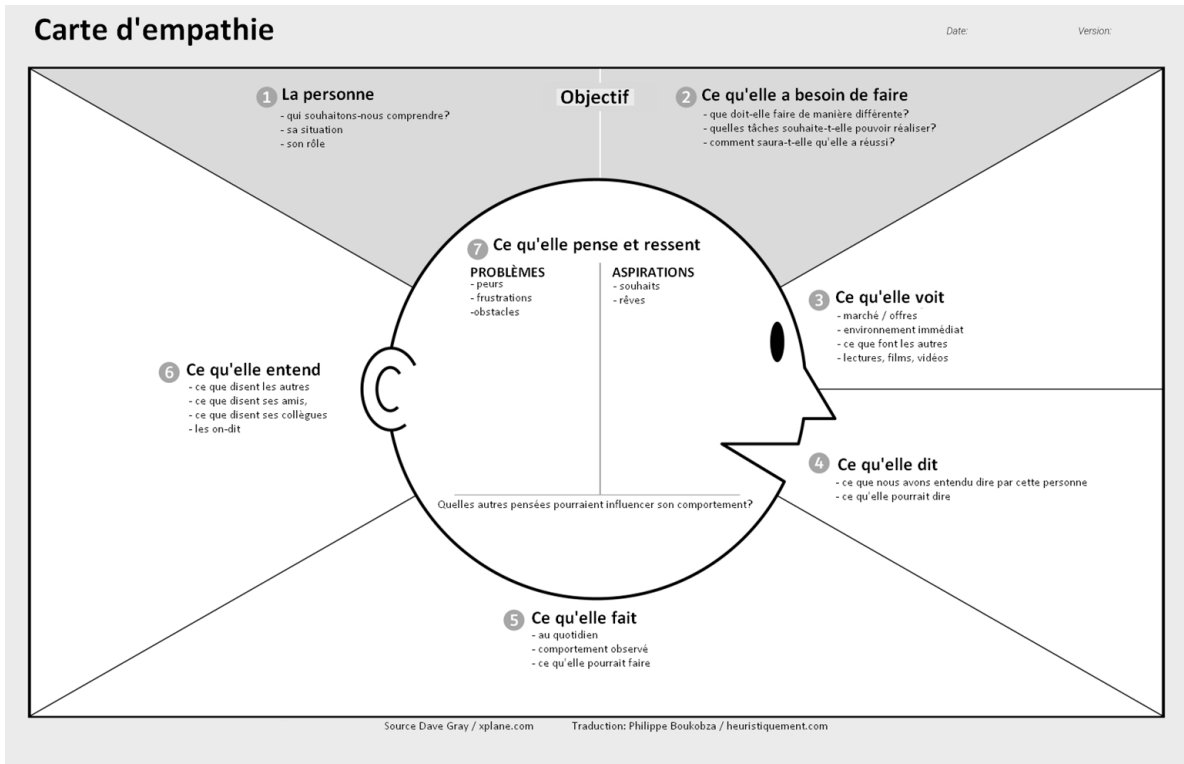 Carte d'empathie
Date:
Version:
1 La personne
- qui souhaitons-nous comprendre?
- sa situation
- son rôle
Objectif
2 Ce qu'elle a besoin de faire
- que doit-elle faire de manière différente?
- quelles tâches souhaite-t-elle pouvoir réaliser?
- comment saura-t-elle qu'elle a réussi?
7 Ce qu'elle pense et ressent
PROBLÈMES
- peurs
- frustrations
-obstacles
ASPIRATIONS
- souhaits
- rêves
Quelles autres pensées pourraient influencer son comportement?
3 Ce qu'elle voit
- marché / offres
- environnement immédiat
- ce que font les autres
- lectures, films, vidéos
6 Ce qu'elle entend
- ce que disent les autres
- ce que disent ses amis,
- ce que disent ses collègues
- les on-dit
4 Ce qu'elle dit
- ce que nous avons entendu dire par cette personne
- ce qu'elle pourrait dire
5 Ce qu'elle fait
- au quotidien
- comportement observé
- ce qu'elle pourrait faire
Source Dave Gray / xplane.com
Traduction: Philippe Boukobza / heuristiquement.com